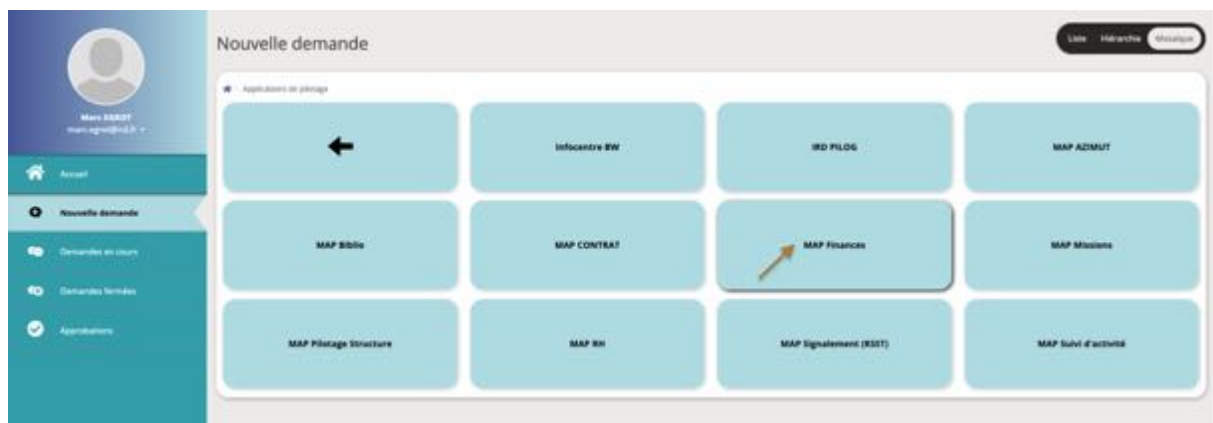 Nouvelle demande
Liste Hiérarchie Mosaïque
Applications de pilotage
Marc
Accueil
Nouvelle demande
Demandes en cours
Demandes fermées
Approbations
Infocentre BW
IRD PILOG
MAP AZIMUT
MAP Biblio
MAP CONTRAT
MAP Finances
MAP Missions
MAP Pilotage Structure
MAP RH
MAP Signalement (RSST)
MAP Suivi d'activité